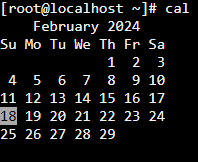 [root@localhost ~]# cal
    February 2024
Su Mo Tu We Th Fr Sa
             1  2  3
 4  5  6  7  8  9 10
11 12 13 14 15 16 17
18 19 20 21 22 23 24
25 26 27 28 29